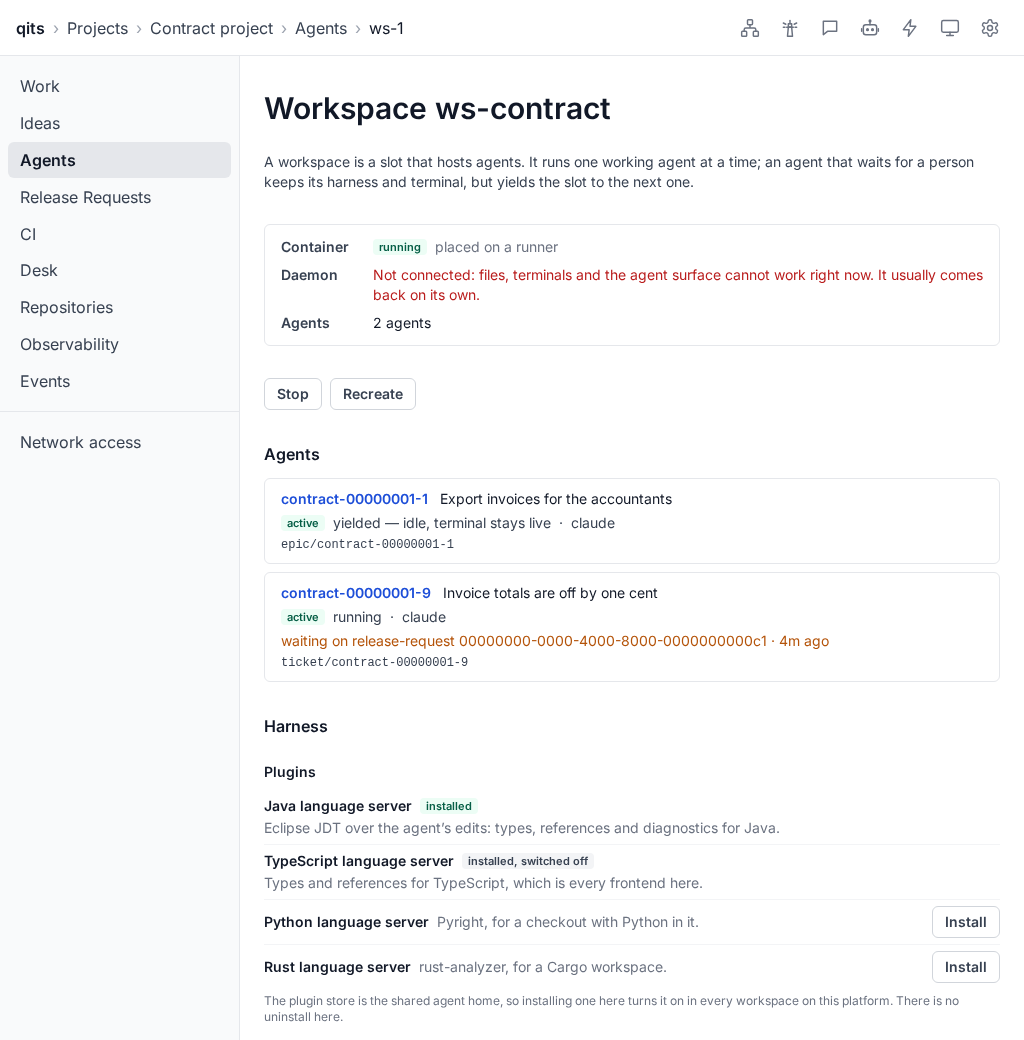 qits › Projects › Contract project › Agents › ws-1
Work
Ideas
Agents
Release Requests
CI
Desk
Repositories
Observability
Events
Network access
Workspace ws-contract
A workspace is a slot that hosts agents. It runs one working agent at a time; an agent that waits for a person
keeps its harness and terminal, but yields the slot to the next one.
Container running placed on a runner
Daemon Not connected: files, terminals and the agent surface cannot work right now. It usually comes
back on its own.
Agents 2 agents
Stop Recreate
Agents
contract-00000001-1 Export invoices for the accountants
active yielded — idle, terminal stays live · claude
epic/contract-00000001-1
contract-00000001-9 Invoice totals are off by one cent
active running · claude
waiting on release-request 00000000-0000-4000-8000-0000000000c1 · 4m ago
ticket/contract-00000001-9
Harness
Plugins
Java language server installed
Eclipse JDT over the agent’s edits: types, references and diagnostics for Java.
TypeScript language server installed, switched off
Types and references for TypeScript, which is every frontend here.
Python language server Pyright, for a checkout with Python in it. Install
Rust language server rust-analyzer, for a Cargo workspace. Install
The plugin store is the shared agent home, so installing one here turns it on in every workspace on this platform. There is no
uninstall here.